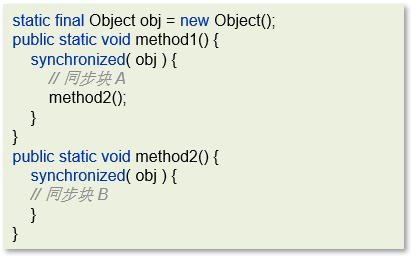 static final Object obj = new Object();
public static void method1() {
synchronized( obj ) {
// 同步块 A
method2();
}
}
public static void method2() {
synchronized( obj ) {
// 同步块 B
}
}